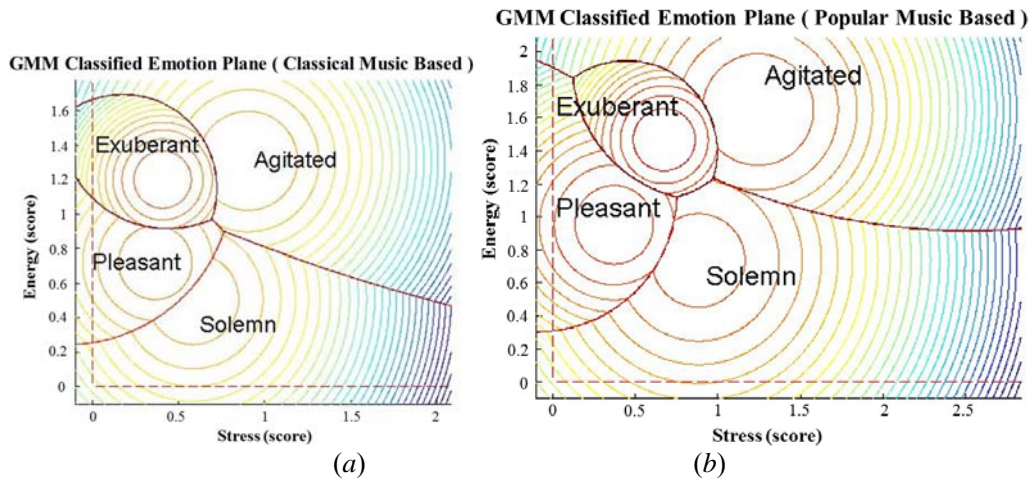 GMM Classified Emotion Plane ( Classical Music Based )
1.6
1.4
1.2
1
0.8
0.6
0.4
0.2
0
Energy (score)
Exuberant
Agitated
Pleasant
Solemn
0
0.5
1
1.5
2
Stress (score)
(a)
GMM Classified Emotion Plane ( Popular Music Based )
2
1.8
1.6
1.4
1.2
1
0.8
0.6
0.4
0.2
0
Energy (score)
Agitated
Exuberant
Pleasant
Solemn
0
0.5
1
1.5
2
2.5
Stress (score)
(b)